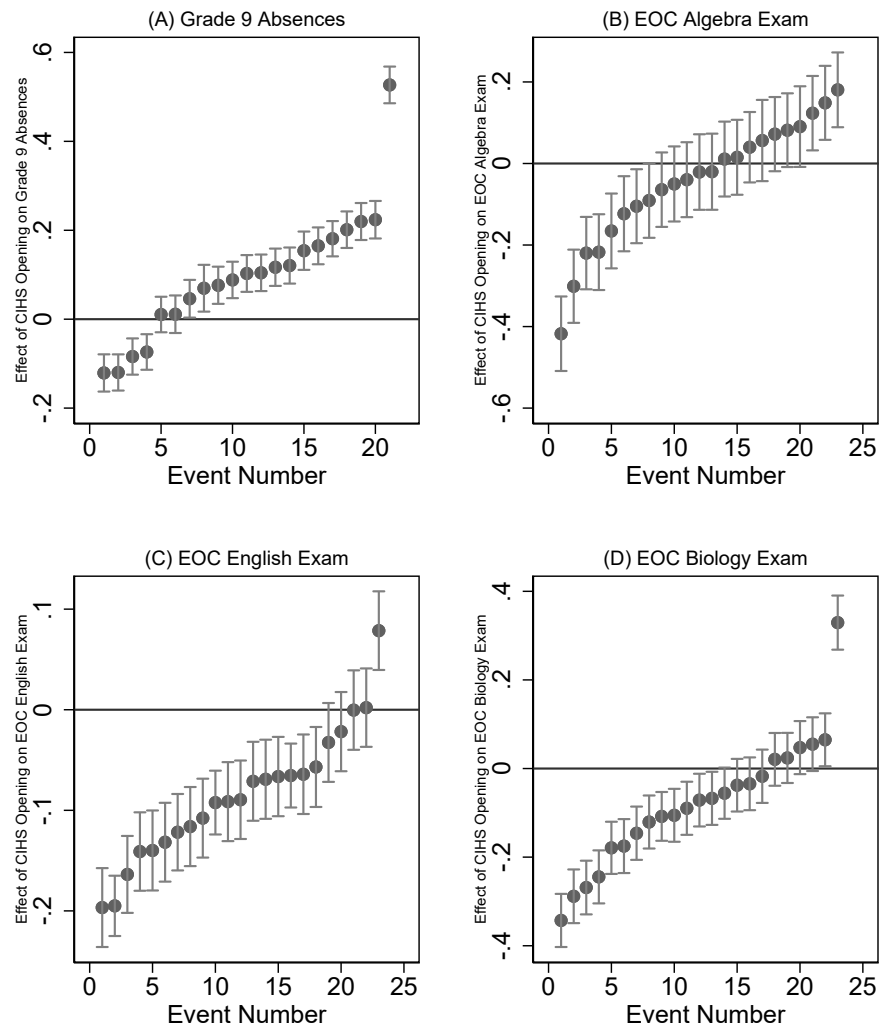 (A) Grade 9 Absences
Effect of CIHS Opening on Grade 9 Absences
.6
.4
.2
0
-.2
0 5 10 15 20
Event Number
(B) EOC Algebra Exam
Effect of CIHS Opening on EOC Algebra Exam
.2
0
-.2
-.4
-.6
0 5 10 15 20 25
Event Number
(C) EOC English Exam
Effect of CIHS Opening on EOC English Exam
.1
0
-.1
-.2
0 5 10 15 20 25
Event Number
(D) EOC Biology Exam
Effect of CIHS Opening on EOC Biology Exam
.4
.2
0
-.2
-.4
0 5 10 15 20 25
Event Number